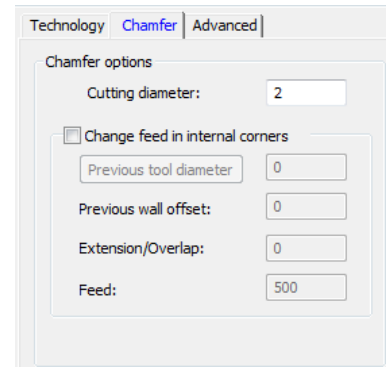 Technology Chamfer Advanced
Chamfer options
Cutting diameter: 2
Change feed in internal corners
Previous tool diameter 0
Previous wall offset: 0
Extension/Overlap: 0
Feed: 500